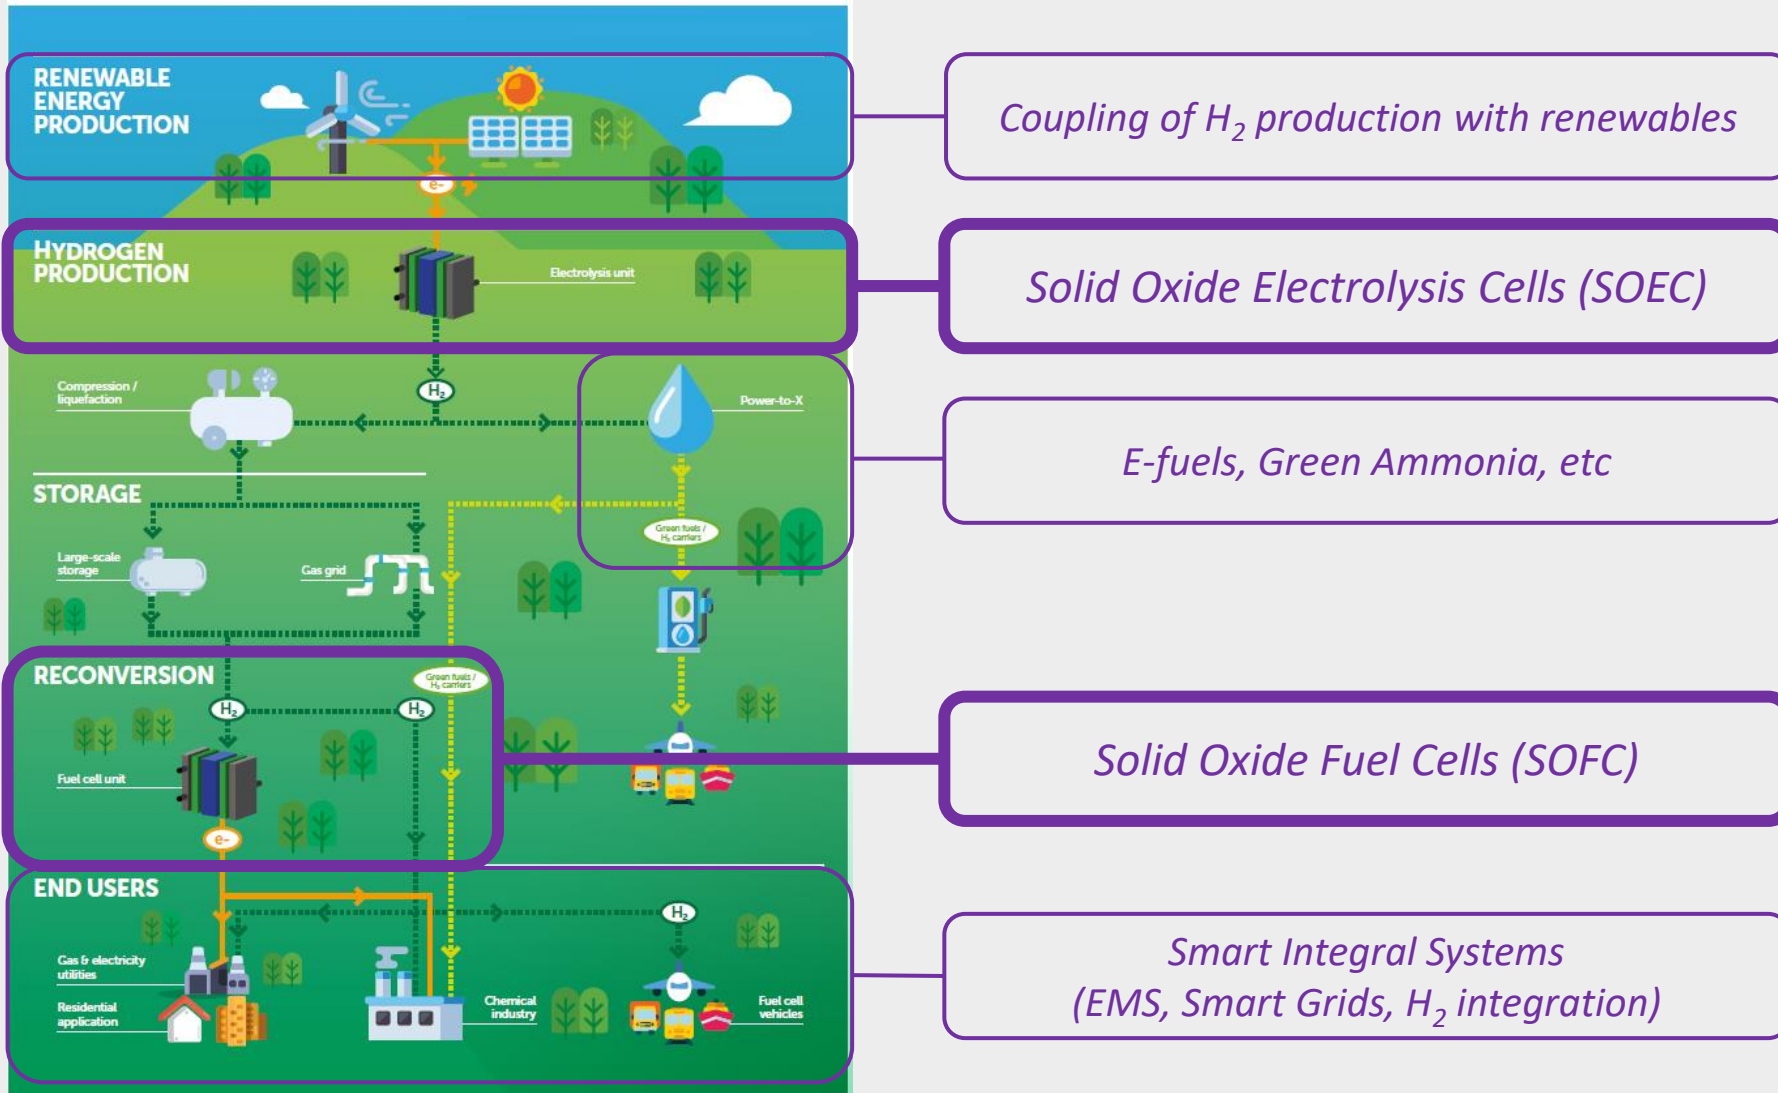 RENEWABLE
ENERGY
PRODUCTION
e-
Coupling of H₂ production with renewables
HYDROGEN
PRODUCTION
Electrolysis unit
Solid Oxide Electrolysis Cells (SOEC)
Compression /
liquefaction
H₂
Power-to-X
E-fuels, Green Ammonia, etc
STORAGE
Green fuels /
H₂ carriers
Large-scale
storage
Gas grid
RECONVERSION
Green fuels /
H₂ carriers
H₂
H₂
Fuel cell unit
e-
Solid Oxide Fuel Cells (SOFC)
END USERS
H₂
Gas & electricity
utilities
Residential
application
Chemical
industry
Fuel cell
vehicles
Smart Integral Systems
(EMS, Smart Grids, H₂ integration)